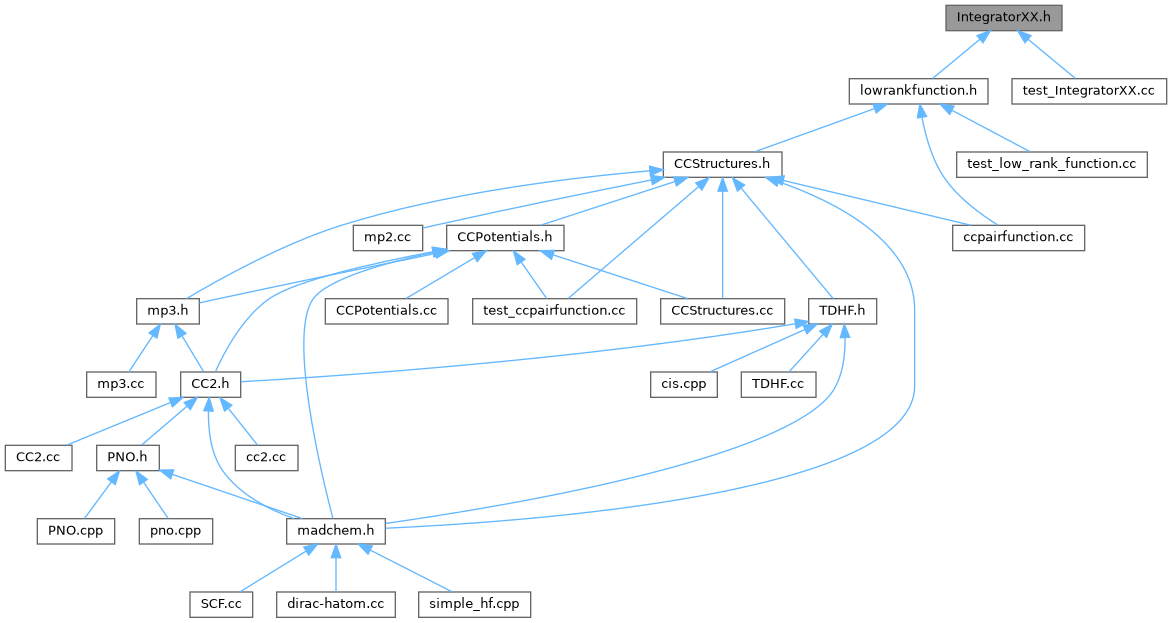 IntegratorXX.h
lowrankfunction.h
test_IntegratorXX.cc
CCStructures.h
test_low_rank_function.cc
mp2.cc
CCPotentials.h
ccpairfunction.cc
mp3.h
CCPotentials.cc
test_ccpairfunction.cc
CCStructures.cc
TDHF.h
mp3.cc
CC2.h
cis.cpp
TDHF.cc
CC2.cc
PNO.h
cc2.cc
PNO.cpp
pno.cpp
madchem.h
SCF.cc
dirac-hatom.cc
simple_hf.cpp